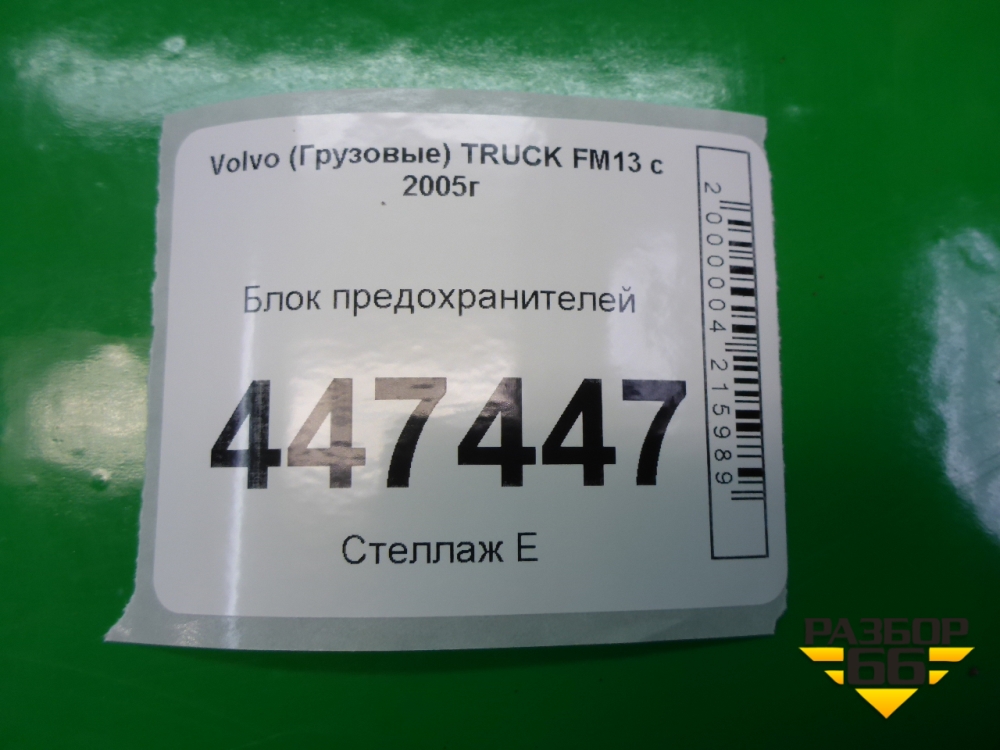 Volvo (Грузовые) TRUCK FM13 с
2005г
Блок предохранителей
447447
Стеллаж Е
2000004215989
РАЗБОР
66